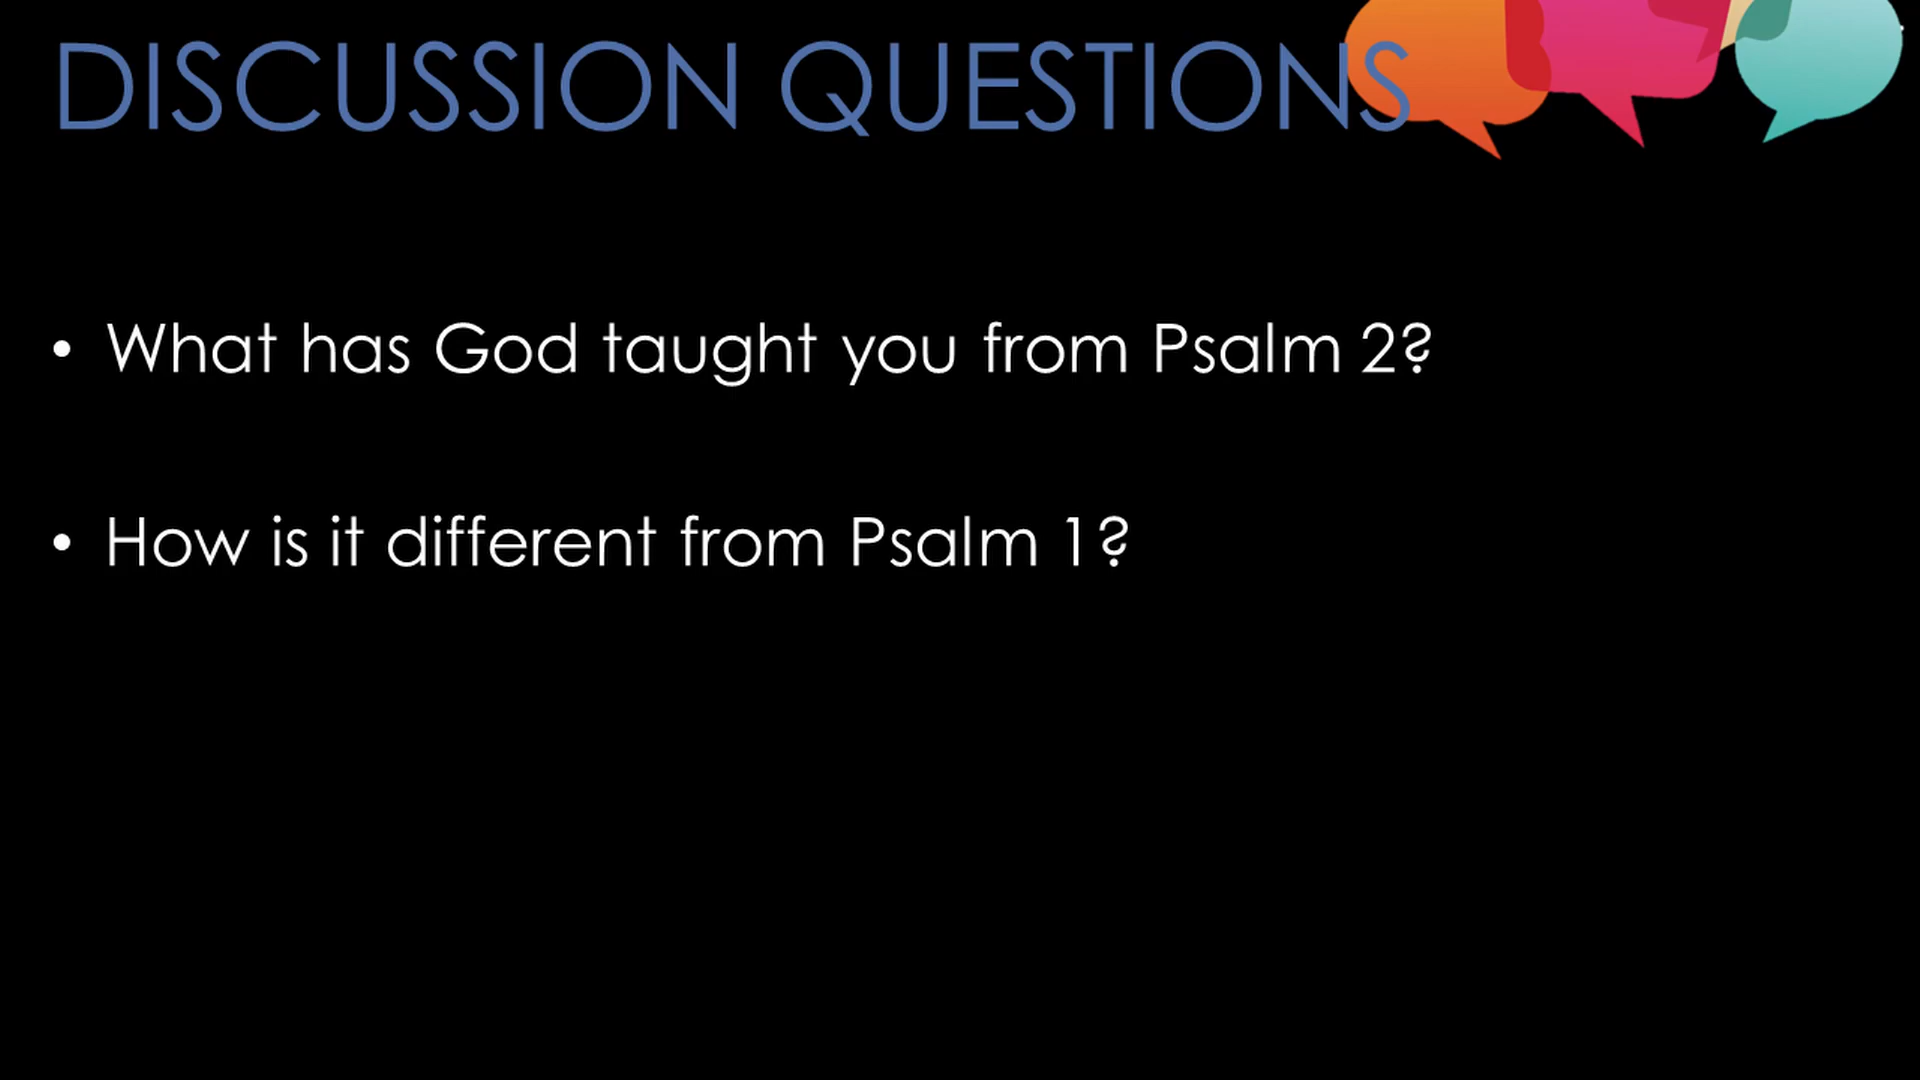 DISCUSSION QUESTIONS
• What has God taught you from Psalm 2?
• How is it different from Psalm 1?